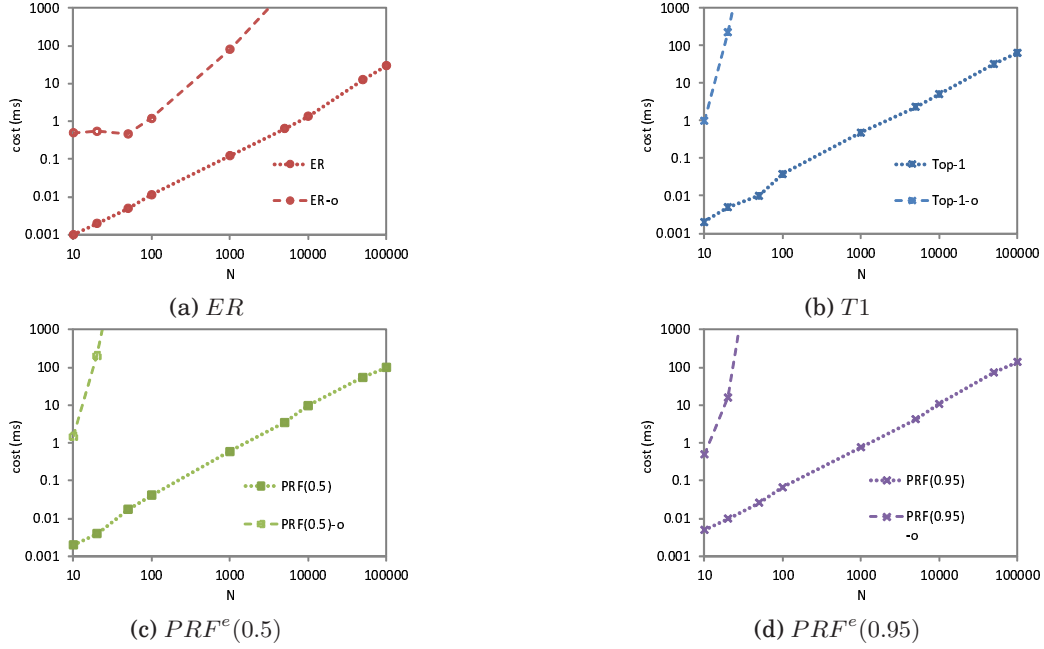 1000
100
10
1
0.1
0.01
0.001
cost (ms)
10 100 1000 10000 100000
N
ER
ER-o
(a) ER
1000
100
10
1
0.1
0.01
0.001
cost (ms)
10 100 1000 10000 100000
N
Top-1
Top-1-o
(b) T1
1000
100
10
1
0.1
0.01
0.001
cost (ms)
10 100 1000 10000 100000
N
PRF(0.5)
PRF(0.5)-o
(c) PRF^e(0.5)
1000
100
10
1
0.1
0.01
0.001
cost (ms)
10 100 1000 10000 100000
N
PRF(0.95)
PRF(0.95)
-o
(d) PRF^e(0.95)